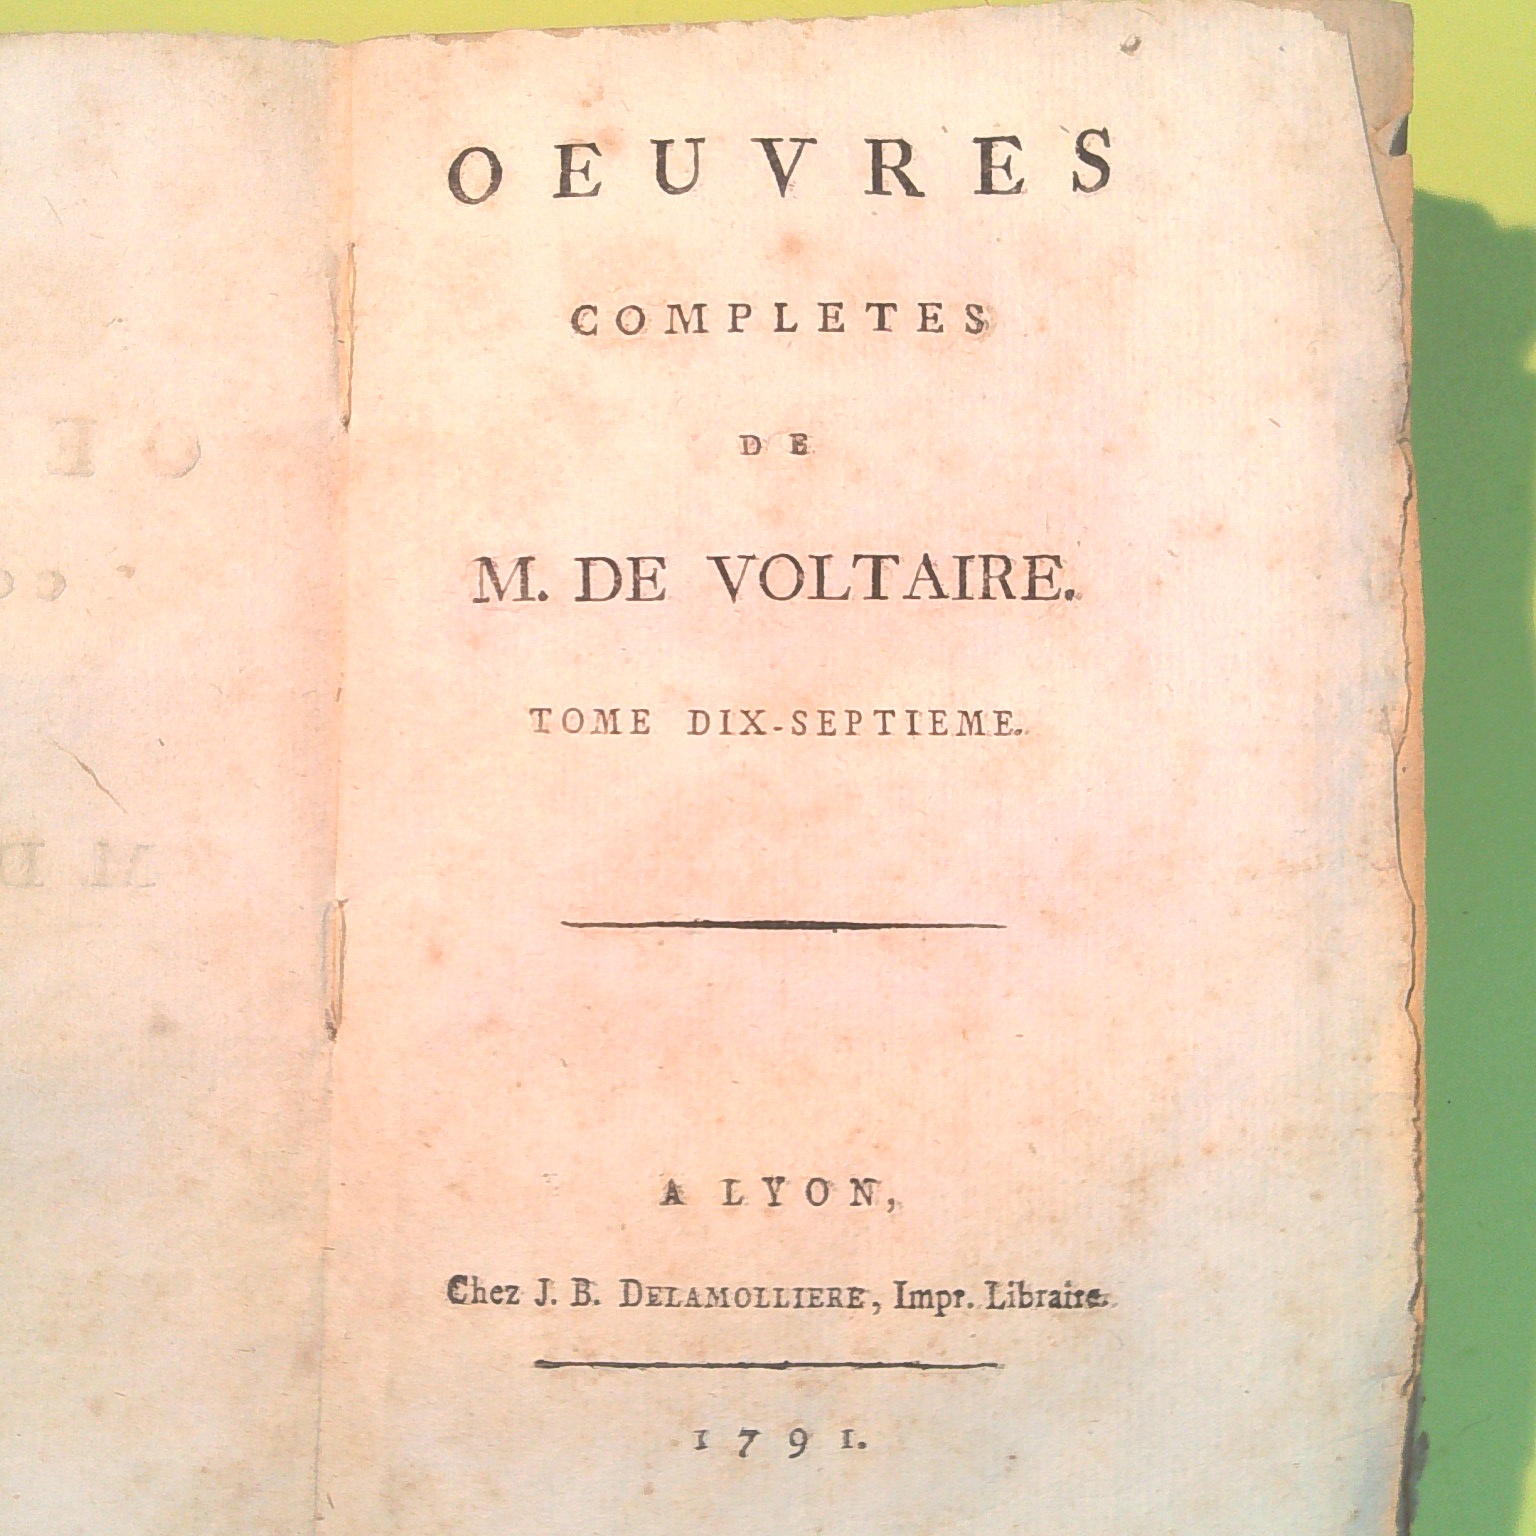 OEUVRES
COMPLETES
DE
M. DE VOLTAIRE.
TOME DIX-SEPTIEME.
A LYON,
Chez J. B. DELAMOLLIERE, Impr. Libraire.
1791.